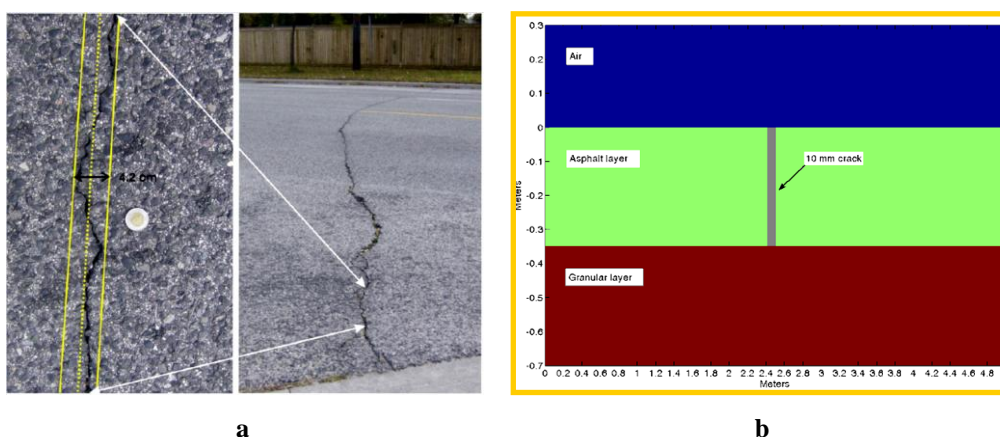 4.2 cm
0.3
0.2
Air
0.1
0
Asphalt layer
10 mm crack
-0.1
-0.2
Meters
-0.3
Granular layer
-0.4
-0.5
-0.6
-0.7
0 0.2 0.4 0.6 0.8 1 1.2 1.4 1.6 1.8 2 2.2 2.4 2.6 2.8 3 3.2 3.4 3.6 3.8 4 4.2 4.4 4.6 4.8
Meters
a b